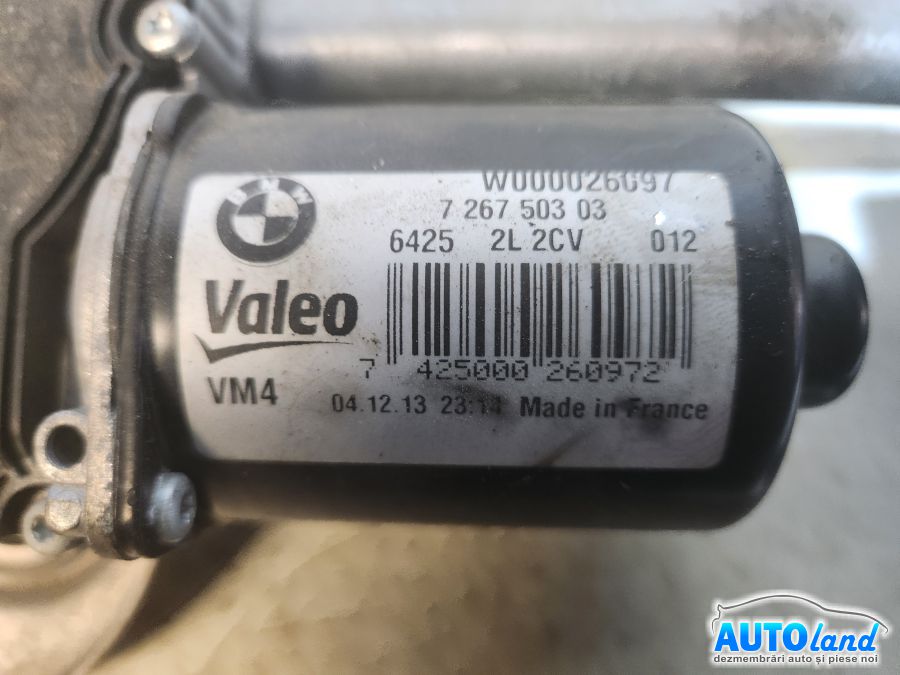 BMW
W000026097
7 267 503 03
6425 2L 2CV 012
Valeo
7 425000 260972
VM4
04.12.13 23:14 Made in France
AUTOland
dezmembrări auto și piese noi